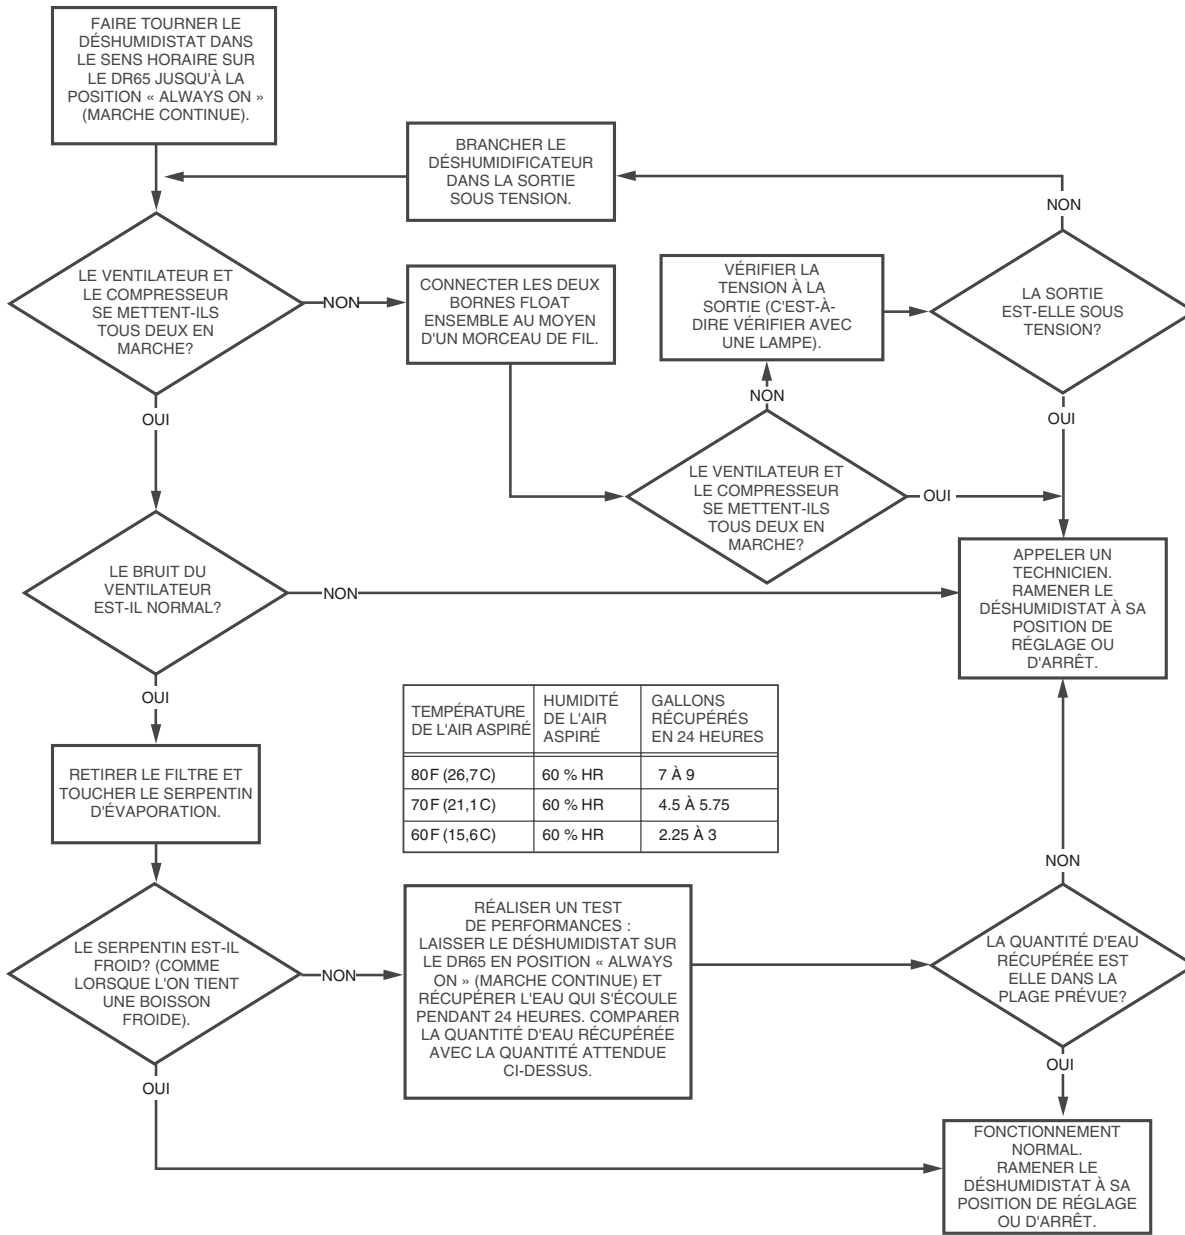 FAIRE TOURNER LE
DÉSHUMIDISTAT DANS
LE SENS HORAIRE SUR
LE DR65 JUSQU'À LA
POSITION « ALWAYS ON »
(MARCHE CONTINUE).
BRANCHER LE
DÉSHUMIDIFICATEUR
DANS LA SORTIE
SOUS TENSION.
NON
LE VENTILATEUR ET
LE COMPRESSEUR
SE METTENT-ILS
TOUS DEUX EN
MARCHE?
NON
CONNECTER LES DEUX
BORNES FLOAT
ENSEMBLE AU MOYEN
D'UN MORCEAU DE FIL.
VÉRIFIER LA
TENSION À LA
SORTIE (C'EST-À-
DIRE VÉRIFIER AVEC
UNE LAMPE).
LA SORTIE
EST-ELLE SOUS
TENSION?
NON
OUI
OUI
LE VENTILATEUR ET
LE COMPRESSEUR
SE METTENT-ILS
TOUS DEUX EN
MARCHE?
OUI
LE BRUIT DU
VENTILATEUR
EST-IL NORMAL?
NON
APPELER UN
TECHNICIEN.
RAMENER LE
DÉSHUMIDISTAT À SA
POSITION DE
RÉGLAGE OU
D'ARRÊT.
OUI
TEMPÉRATURE
DE L'AIR ASPIRÉ
HUMIDITÉ
DE L'AIR
ASPIRÉ
GALLONS
RÉCUPÉRÉS
EN 24 HEURES
80F (26,7C) 60 % HR 7 À 9
70F (21,1C) 60 % HR 4.5 À 5.75
60F (15,6C) 60 % HR 2.25 À 3
RETIRER LE FILTRE ET
TOUCHER LE SERPENTIN
D'ÉVAPORATION.
NON
LE SERPENTIN EST-IL
FROID? (COMME
LORSQUE L'ON TIENT
UNE BOISSON
FROIDE).
NON
RÉALISER UN TEST
DE PERFORMANCES :
LAISSER LE DÉSHUMIDISTAT SUR
LE DR65 EN POSITION « ALWAYS
ON » (MARCHE CONTINUE) ET
RÉCUPÉRER L'EAU QUI S'ÉCOULE
PENDANT 24 HEURES. COMPARER
LA QUANTITÉ D'EAU RÉCUPÉRÉE
AVEC LA QUANTITÉ ATTENDUE
CI-DESSUS.
LA QUANTITÉ D'EAU
RÉCUPÉRÉE EST
ELLE DANS LA
PLAGE PRÉVUE?
OUI
OUI
FONCTIONNEMENT
NORMAL.
RAMENER LE
DÉSHUMIDISTAT À SA
POSITION DE RÉGLAGE
OU D'ARRÊT.